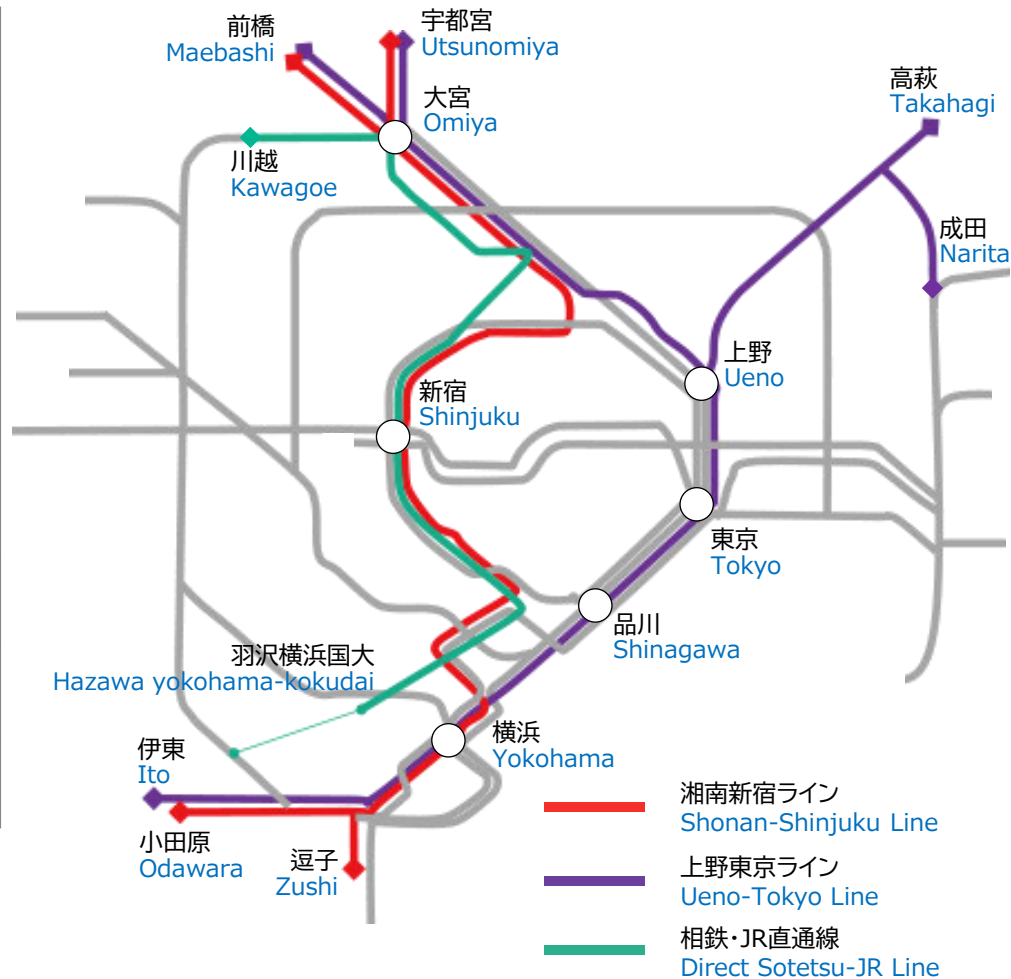 前橋
Maebashi
宇都宮
Utsunomiya
大宮
Omiya
高萩
Takahagi
川越
Kawagoe
成田
Narita
上野
Ueno
新宿
Shinjuku
東京
Tokyo
品川
Shinagawa
羽沢横浜国大
Hazawa yokohama-kokudai
横浜
Yokohama
伊東
Ito
小田原
Odawara
逗子
Zushi
湘南新宿ライン
Shonan-Shinjuku Line
上野東京ライン
Ueno-Tokyo Line
相鉄・JR直通線
Direct Sotetsu-JR Line